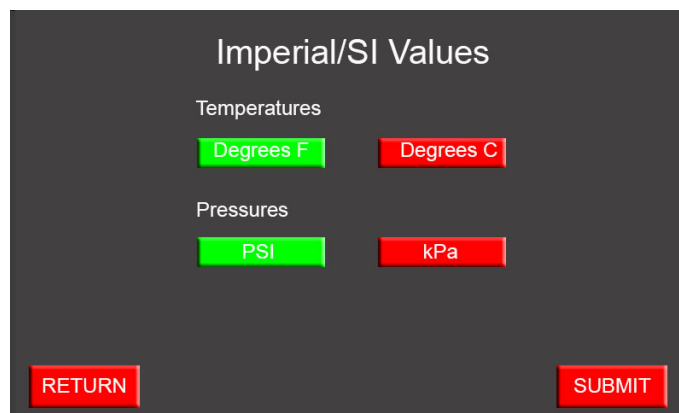 Imperial/SI Values
Temperatures
Degrees F
Degrees C
Pressures
PSI
kPa
RETURN
SUBMIT